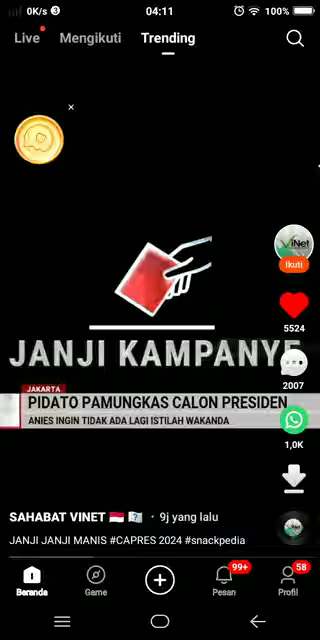 0K/s 3 04:11 100%
Live Mengikuti Trending
ViNet
Ikuti
5524
JANJI KAMPANYE
2007
JAKARTA
PIDATO PAMUNGKAS CALON PRESIDEN
ANIES INGIN TIDAK ADA LAGI ISTILAH WAKANDA
1,0K
SAHABAT VINET 🇮🇩 · 9j yang lalu
JANJI JANJI MANIS #CAPRES 2024 #snackpedia
99+ 58
Beranda Game Pesan Profil